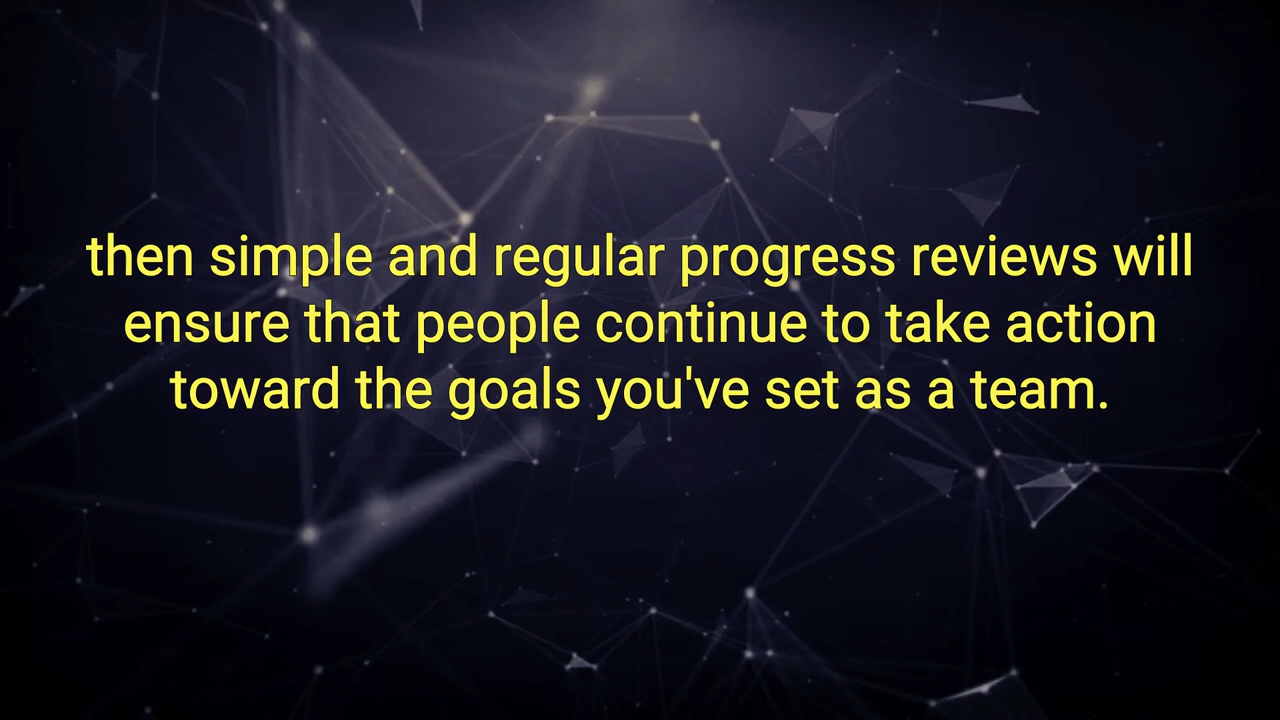 then simple and regular progress reviews will
ensure that people continue to take action
toward the goals you've set as a team.